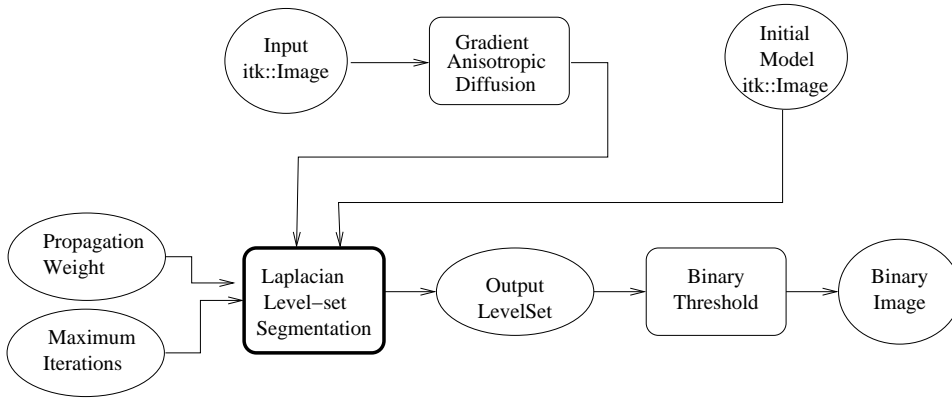 Input
itk::Image
Gradient
Anisotropic
Diffusion
Initial
Model
itk::Image
Propagation
Weight
Maximum
Iterations
Laplacian
Level−set
Segmentation
Output
LevelSet
Binary
Threshold
Binary
Image